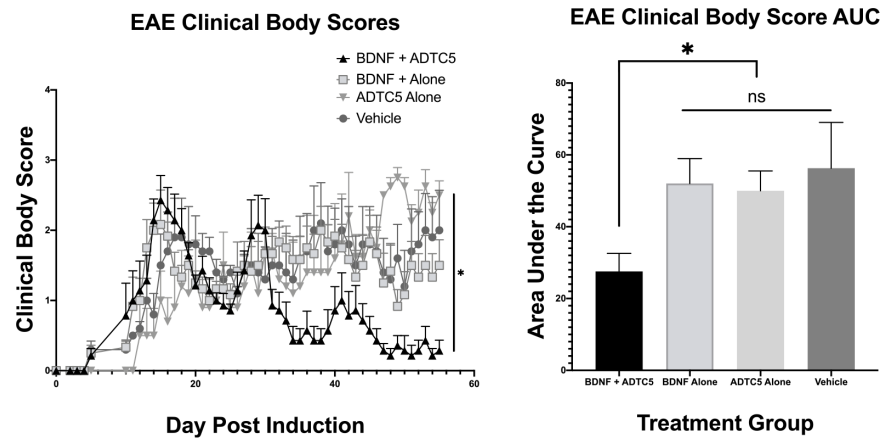 EAE Clinical Body Scores
BDNF + ADTC5
BDNF + Alone
ADTC5 Alone
Vehicle
Clinical Body Score
4
3
2
1
0
0
20
40
60
*
Day Post Induction
EAE Clinical Body Score AUC
*
ns
Area Under the Curve
80
60
40
20
0
BDNF + ADTC5
BDNF Alone
ADTC5 Alone
Vehicle
Treatment Group